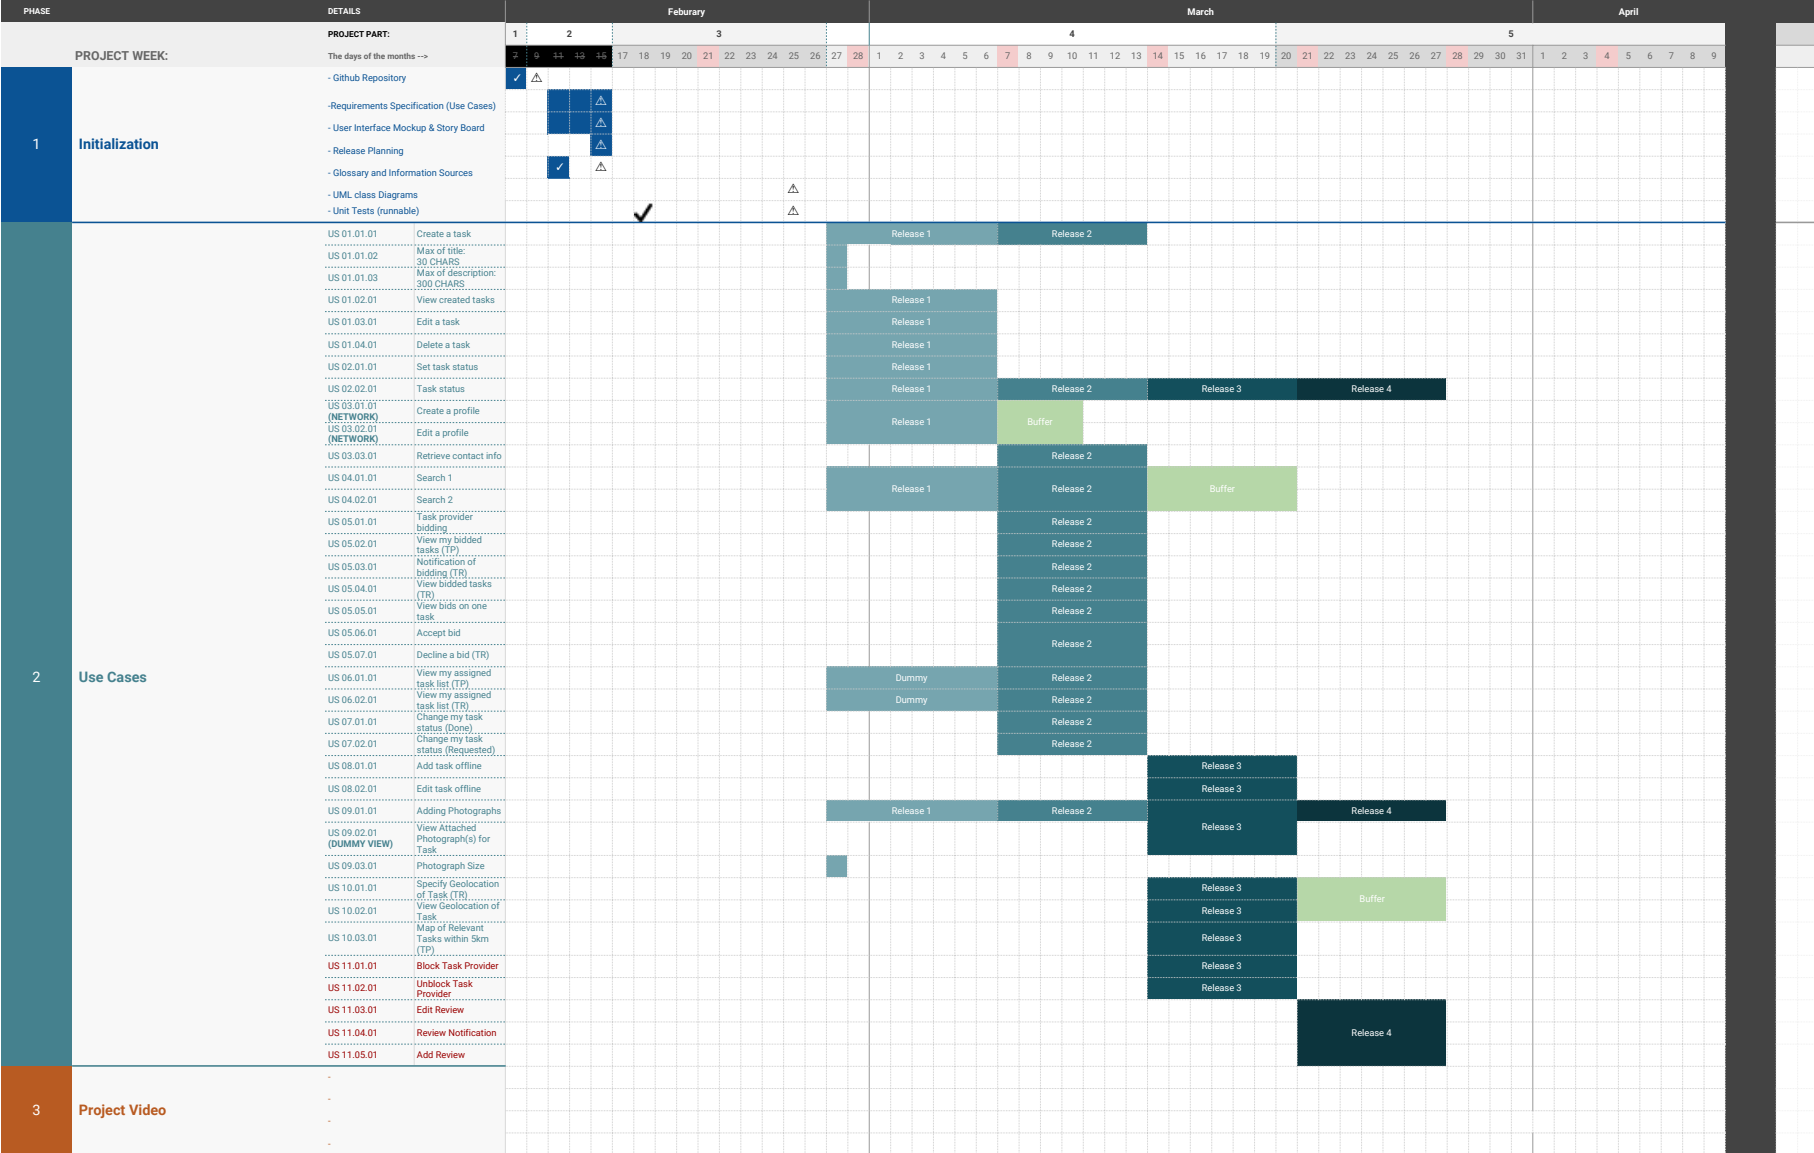 PHASE DETAILS Feburary March April
PROJECT PART: 1 2 3 4 5
PROJECT WEEK: The days of the months --> 7 9 11 13 15 17 18 19 20 21 22 23 24 25 26 27 28 1 2 3 4 5 6 7 8 9 10 11 12 13 14 15 16 17 18 19 20 21 22 23 24 25 26 27 28 29 30 31 1 2 3 4 5 6 7 8 9
1 Initialization
- Github Repository ✓ ⚠
-Requirements Specification (Use Cases) ⚠
- User Interface Mockup & Story Board ⚠
- Release Planning ⚠
- Glossary and Information Sources ✓ ⚠
- UML class Diagrams ⚠
- Unit Tests (runnable) ✓ ⚠
2 Use Cases
US 01.01.01 Create a task Release 1 Release 2
US 01.01.02 Max of title:
30 CHARS
US 01.01.03 Max of description:
300 CHARS
US 01.02.01 View created tasks Release 1
US 01.03.01 Edit a task Release 1
US 01.04.01 Delete a task Release 1
US 02.01.01 Set task status Release 1
US 02.02.01 Task status Release 1 Release 2 Release 3 Release 4
US 03.01.01
(NETWORK) Create a profile
Release 1 Buffer
US 03.02.01
(NETWORK) Edit a profile
US 03.03.01 Retrieve contact info Release 2
US 04.01.01 Search 1
Release 1 Release 2 Buffer
US 04.02.01 Search 2
US 05.01.01 Task provider
bidding Release 2
US 05.02.01 View my bidded
tasks (TP) Release 2
US 05.03.01 Notification of
bidding (TR) Release 2
US 05.04.01 View bidded tasks
(TR) Release 2
US 05.05.01 View bids on one
task Release 2
US 05.06.01 Accept bid
Release 2
US 05.07.01 Decline a bid (TR)
US 06.01.01 View my assigned
task list (TP) Dummy Release 2
US 06.02.01 View my assigned
task list (TR) Dummy Release 2
US 07.01.01 Change my task
status (Done) Release 2
US 07.02.01 Change my task
status (Requested) Release 2
US 08.01.01 Add task offline Release 3
US 08.02.01 Edit task offline Release 3
US 09.01.01 Adding Photographs Release 1 Release 2 Release 4
Release 3
US 09.02.01
(DUMMY VIEW) View Attached
Photograph(s) for
Task
US 09.03.01 Photograph Size
US 10.01.01 Specify Geolocation
of Task (TR) Release 3
Buffer
US 10.02.01 View Geolocation of
Task Release 3
US 10.03.01 Map of Relevant
Tasks within 5km
(TP) Release 3
US 11.01.01 Block Task Provider Release 3
US 11.02.01 Unblock Task
Provider Release 3
US 11.03.01 Edit Review
US 11.04.01 Review Notification Release 4
US 11.05.01 Add Review
3 Project Video
-
-
-
-